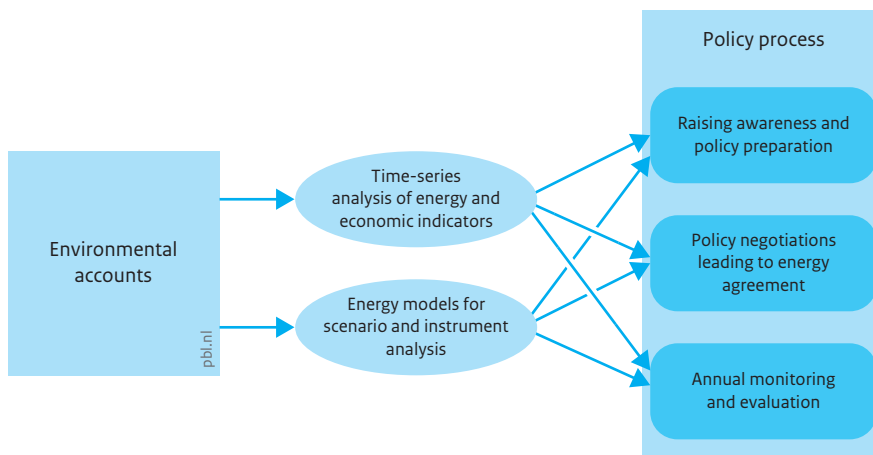 Environmental
accounts
pbl.nl
Time-series
analysis of energy and
economic indicators
Energy models for
scenario and instrument
analysis
Policy process
Raising awareness and
policy preparation
Policy negotiations
leading to energy
agreement
Annual monitoring
and evaluation